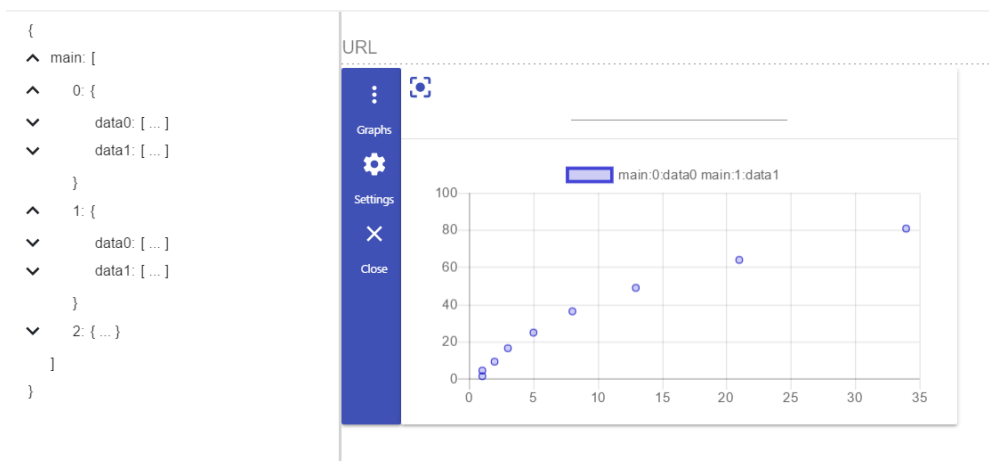 {
main: [
0: {
data0: [ ... ]
data1: [ ... ]
}
1: {
data0: [ ... ]
data1: [ ... ]
}
2: { ... }
]
}
URL
Graphs
Settings
Close
main:0:data0 main:1:data1
100
80
60
40
20
0
0 5 10 15 20 25 30 35